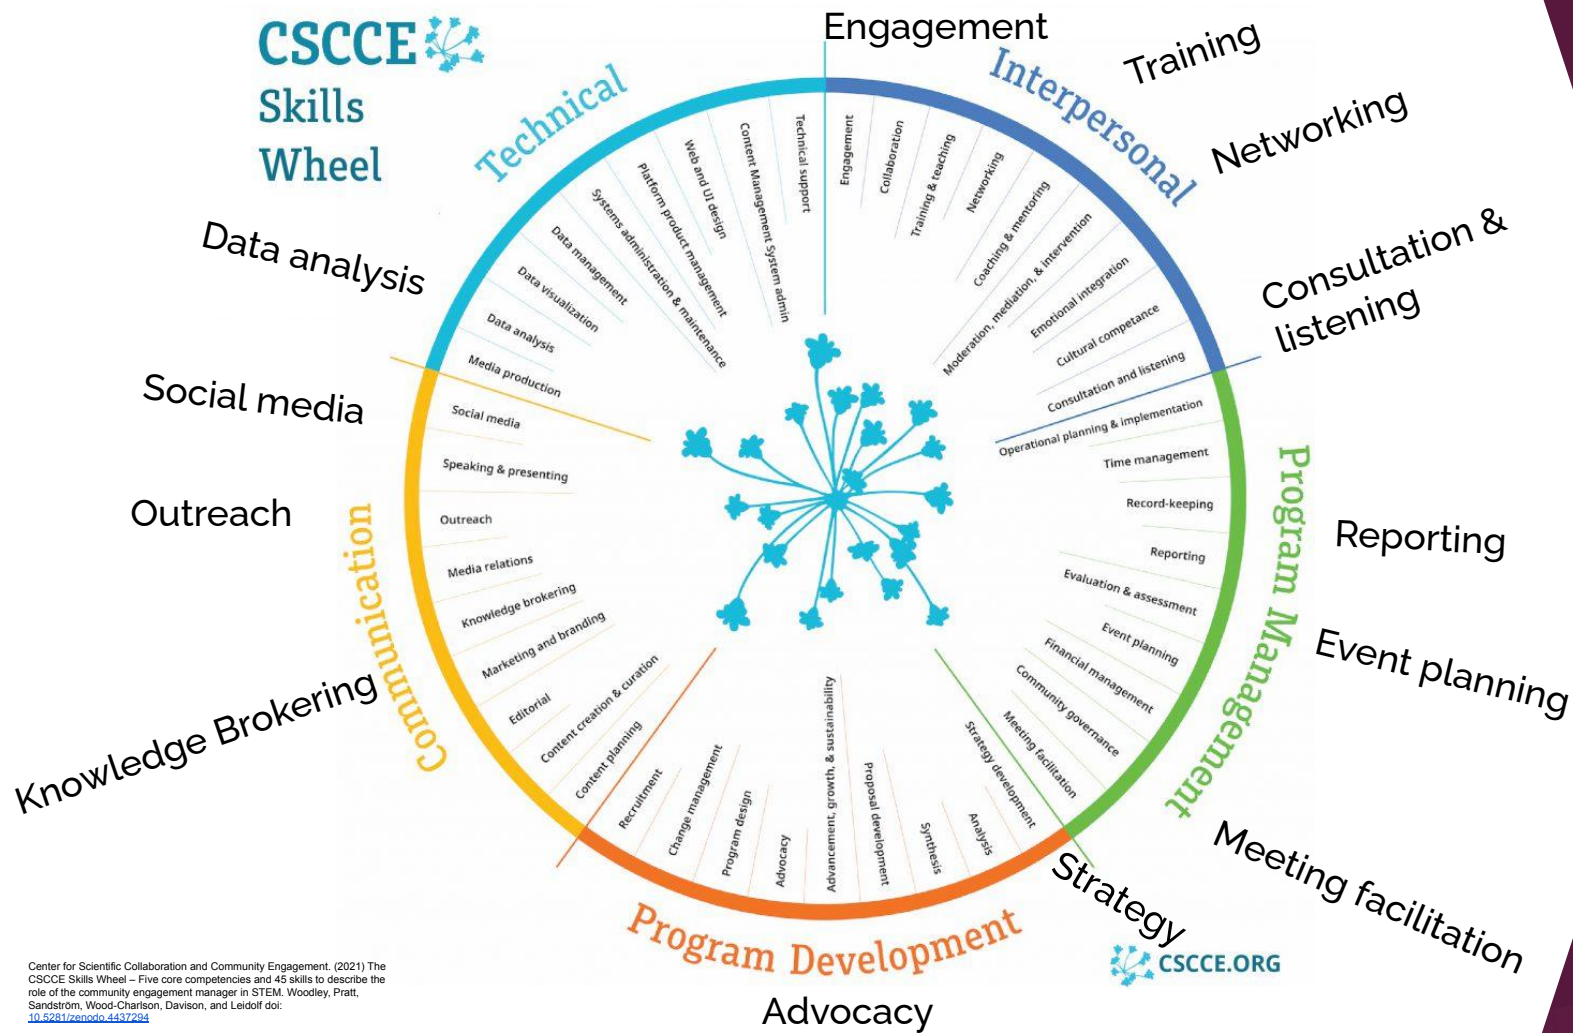 CSCCE
Skills
Wheel
Engagement
Training
Networking
Consultation &
listening
Reporting
Event planning
Meeting facilitation
Strategy
Advocacy
Knowledge Brokering
Outreach
Social media
Data analysis
Interpersonal
Engagement
Collaboration
Training & teaching
Networking
Coaching & mentoring
Moderation, mediation, & intervention
Emotional integration
Cultural competance
Consultation and listening
Program Management
Operational planning & implementation
Time management
Record-keeping
Reporting
Evaluation & assessment
Event planning
Financial management
Community governance
Meeting facilitation
Program Development
Strategy development
Analysis
Synthesis
Proposal development
Advancement, growth, & sustainability
Advocacy
Program design
Change management
Recruitment
Communication
Content planning
Content creation & curation
Editorial
Marketing and branding
Knowledge brokering
Media relations
Outreach
Speaking & presenting
Social media
Technical
Media production
Data analysis
Data visualization
Data management
Systems administration & maintenance
Platform product management
Web and UI design
Content Management System admin
Technical support
CSCCE.ORG
Center for Scientific Collaboration and Community Engagement. (2021) The
CSCCE Skills Wheel – Five core competencies and 45 skills to describe the
role of the community engagement manager in STEM. Woodley, Pratt,
Sandström, Wood-Charlson, Davison, and Leidolf doi:
10.5281/zenodo.4437294